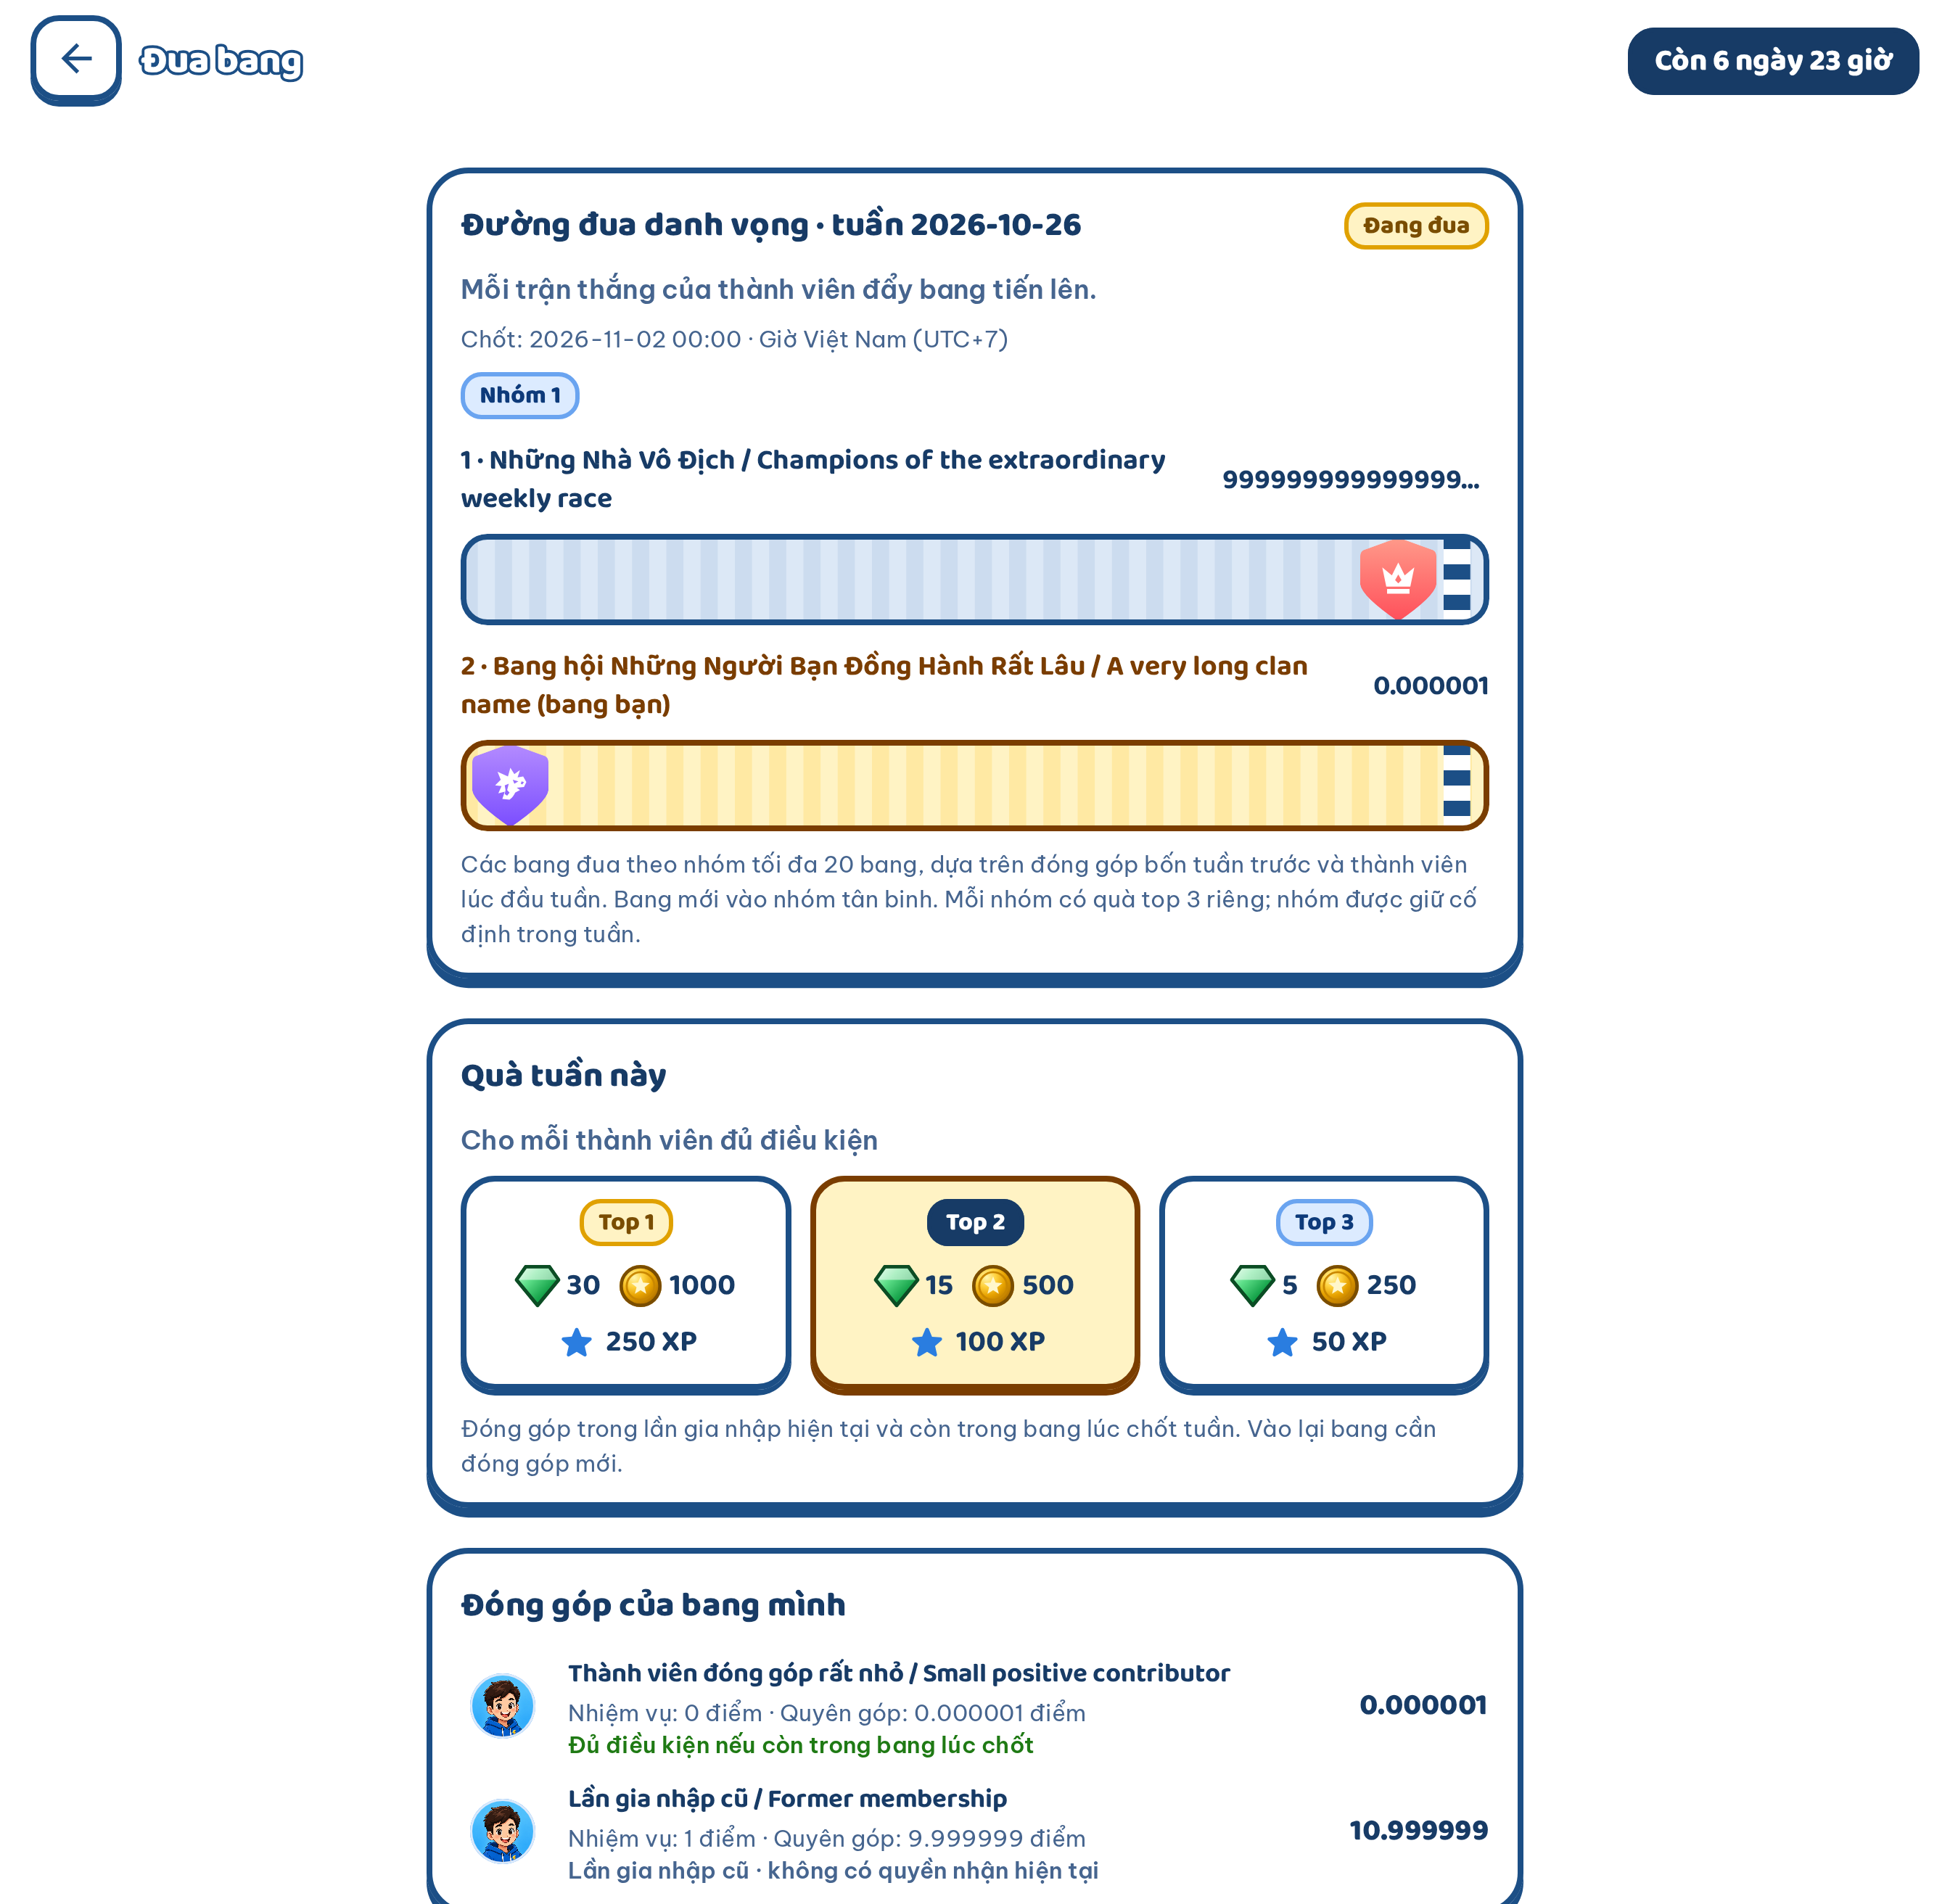 Đua bang
Còn 6 ngày 23 giờ
Đường đua danh vọng · tuần 2026-10-26
Đang đua
Mỗi trận thắng của thành viên đẩy bang tiến lên.
Chốt: 2026-11-02 00:00 · Giờ Việt Nam (UTC+7)
Nhóm 1
1 · Những Nhà Vô Địch / Champions of the extraordinary
weekly race
999999999999999...
2 · Bang hội Những Người Bạn Đồng Hành Rất Lâu / A very long clan
name (bang bạn)
0.000001
Các bang đua theo nhóm tối đa 20 bang, dựa trên đóng góp bốn tuần trước và thành viên
lúc đầu tuần. Bang mới vào nhóm tân binh. Mỗi nhóm có quà top 3 riêng; nhóm được giữ cố
định trong tuần.
Quà tuần này
Cho mỗi thành viên đủ điều kiện
Top 1
30 1000
250 XP
Top 2
15 500
100 XP
Top 3
5 250
50 XP
Đóng góp trong lần gia nhập hiện tại và còn trong bang lúc chốt tuần. Vào lại bang cần
đóng góp mới.
Đóng góp của bang mình
Thành viên đóng góp rất nhỏ / Small positive contributor
Nhiệm vụ: 0 điểm · Quyên góp: 0.000001 điểm
Đủ điều kiện nếu còn trong bang lúc chốt
0.000001
Lần gia nhập cũ / Former membership
Nhiệm vụ: 1 điểm · Quyên góp: 9.999999 điểm
Lần gia nhập cũ · không có quyền nhận hiện tại
10.999999